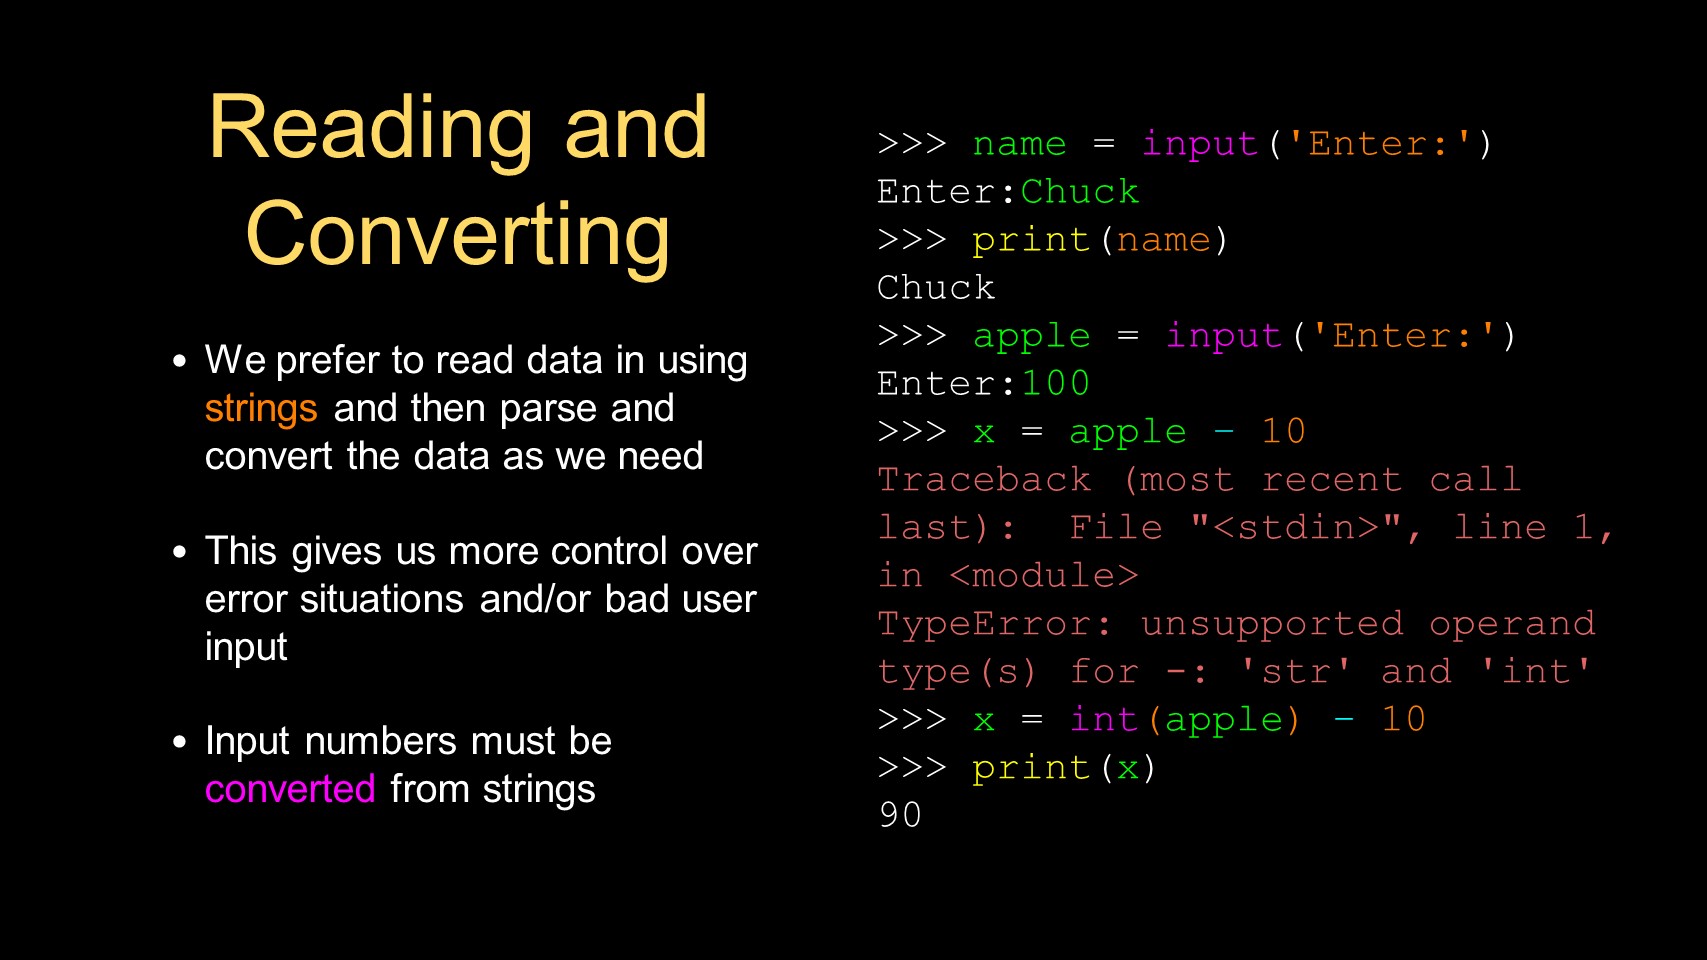 Reading and
Converting
• We prefer to read data in using
strings and then parse and
convert the data as we need
• This gives us more control over
error situations and/or bad user
input
• Input numbers must be
converted from strings
>>> name = input('Enter:')
Enter:Chuck
>>> print(name)
Chuck
>>> apple = input('Enter:')
Enter:100
>>> x = apple – 10
Traceback (most recent call
last):  File "<stdin>", line 1,
in <module>
TypeError: unsupported operand
type(s) for -: 'str' and 'int'
>>> x = int(apple) – 10
>>> print(x)
90